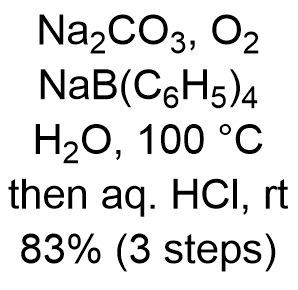 Na₂CO₃, O₂
NaB(C₆H₅)₄
H₂O, 100 °C
then aq. HCl, rt
83% (3 steps)